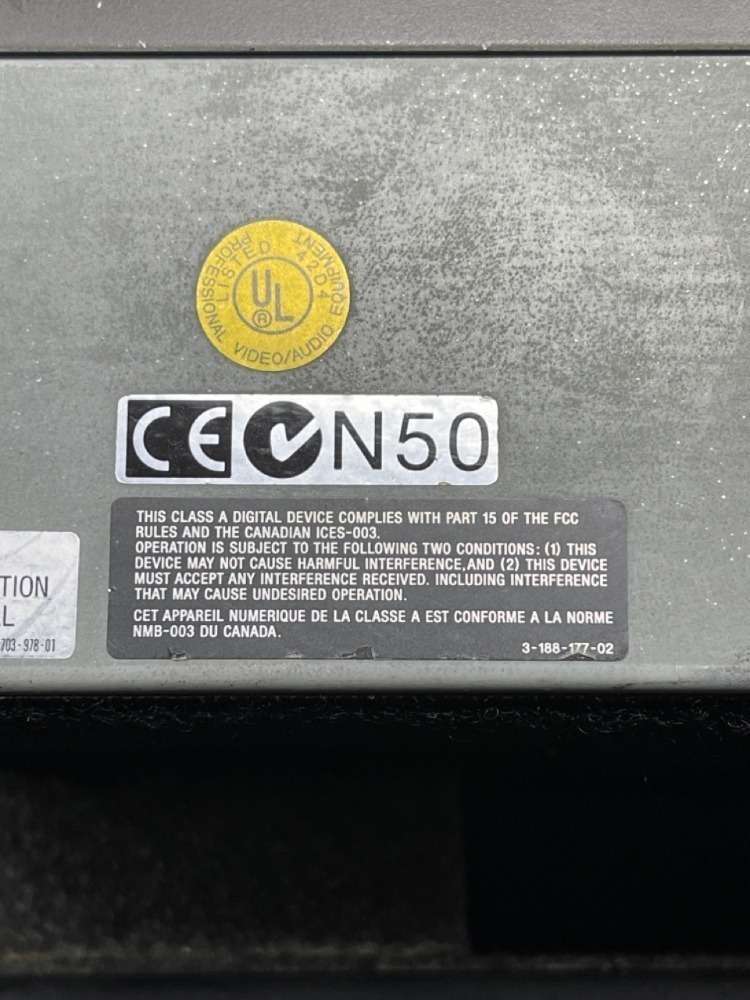 PROFESSIONAL VIDEO/AUDIO EQUIPMENT
LISTED 42D4
UL
®
CE N50
THIS CLASS A DIGITAL DEVICE COMPLIES WITH PART 15 OF THE FCC
RULES AND THE CANADIAN ICES-003.
OPERATION IS SUBJECT TO THE FOLLOWING TWO CONDITIONS: (1) THIS
DEVICE MAY NOT CAUSE HARMFUL INTERFERENCE,AND (2) THIS DEVICE
MUST ACCEPT ANY INTERFERENCE RECEIVED. INCLUDING INTERFERENCE
THAT MAY CAUSE UNDESIRED OPERATION.
CET APPAREIL NUMERIQUE DE LA CLASSE A EST CONFORME A LA NORME
NMB-003 DU CANADA.
3-188-177-02
TION
L
703-978-01